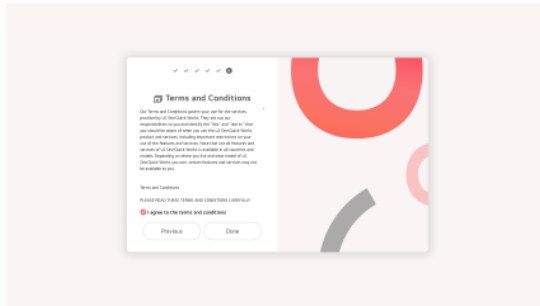 Terms and Conditions
Our Terms and Conditions govern your use for the services
provided by LG OneQuick Works. They set out our
responsibilities to you and identify the "dos" and "don'ts" that
you should be aware of when you use the LG OneQuick Works
product and services, including important restrictions on your
use of the features and services. Note that not all features and
services of LG OneQuick Works is available in all countries and
models. Depending on where you live and what model of LG
OneQuick Works you own, certain features and services may not
be available to you.
Terms and Conditions
PLEASE READ THESE TERMS AND CONDITIONS CAREFULLY
I agree to the terms and conditions
Previous
Done